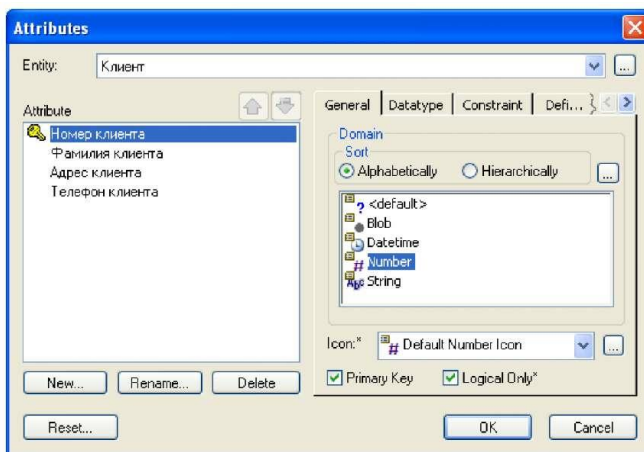 Attributes
Entity: Клиент ...
Attribute
Номер клиента
Фамилия клиента
Адрес клиента
Телефон клиента
New... Rename... Delete
General Datatype Constraint Defi...
Domain
Sort
Alphabetically Hierarchically ...
? <default>
Blob
Datetime
# Number
Abc String
Icon:* # Default Number Icon ...
Primary Key Logical Only*
Reset... OK Cancel